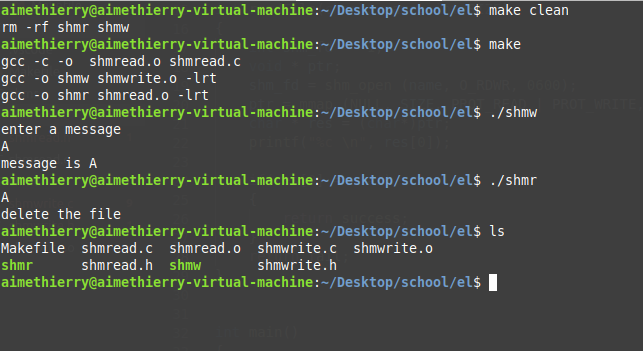 aimethierry@aimethierry-virtual-machine:~/Desktop/school/el$ make clean
rm -rf shmr shmw
aimethierry@aimethierry-virtual-machine:~/Desktop/school/el$ make
gcc -c -o  shmread.o shmread.c
gcc -o shmw shmwrite.o -lrt
gcc -o shmr shmread.o -lrt
aimethierry@aimethierry-virtual-machine:~/Desktop/school/el$ ./shmw
enter a message
A
message is A
aimethierry@aimethierry-virtual-machine:~/Desktop/school/el$ ./shmr
A
delete the file
aimethierry@aimethierry-virtual-machine:~/Desktop/school/el$ ls
Makefile  shmread.c  shmread.o  shmwrite.c  shmwrite.o
shmr      shmread.h  shmw       shmwrite.h
aimethierry@aimethierry-virtual-machine:~/Desktop/school/el$